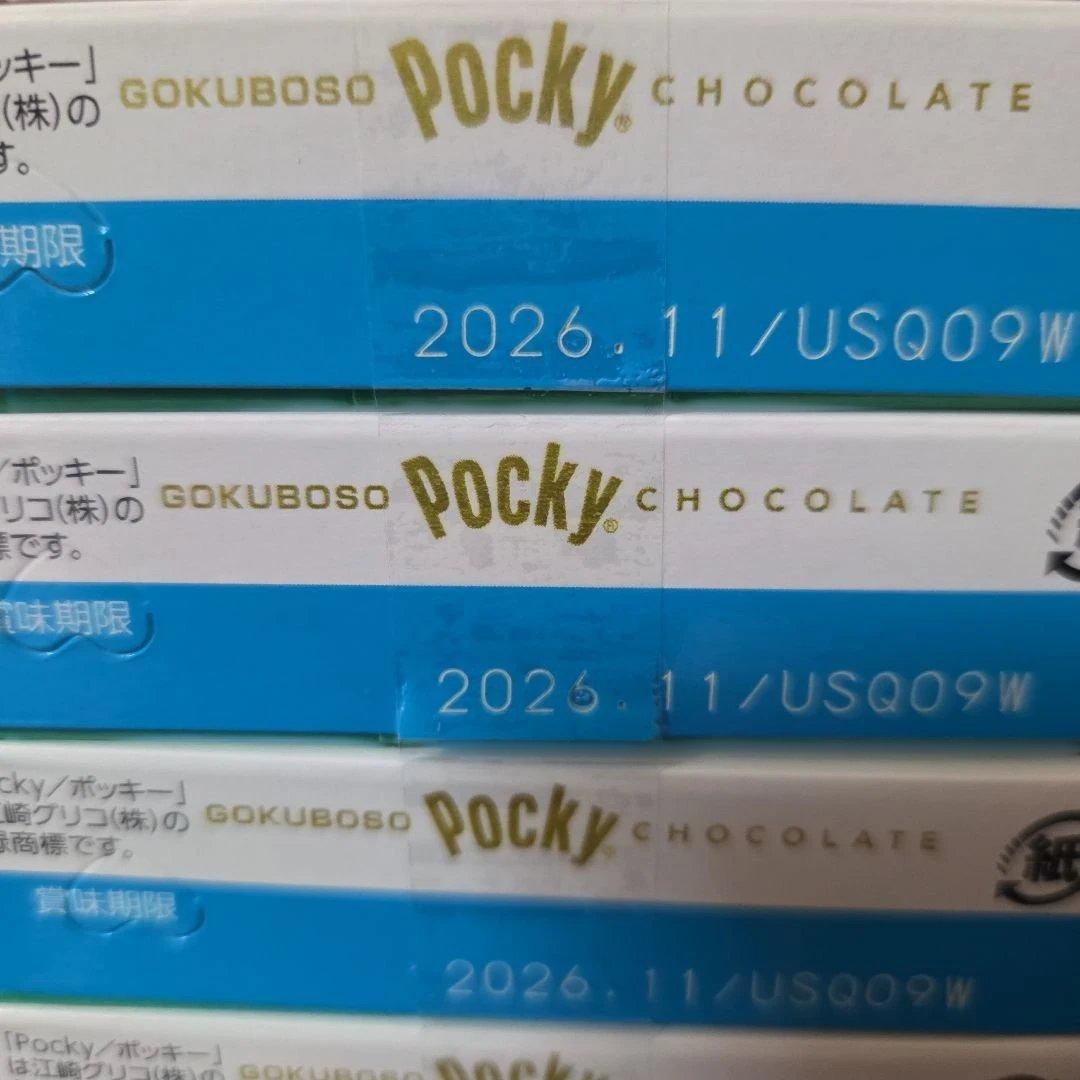 ッキー」
(株)の
す。
GOKUBOSO Pocky® CHOCOLATE
期限
2026.11/USQ09W
/ポッキー」
リコ(株)の
標です。
GOKUBOSO Pocky® CHOCOLATE
賞味期限
2026.11/USQ09W
cky/ポッキー」
江崎グリコ(株)の
録商標です。
GOKUBOSO Pocky CHOCOLATE
紙
賞味期限
2026.11/USQ09W
「Pocky/ポッキー」
は江崎グリコ(株)の
GOKUBOSO Pocky